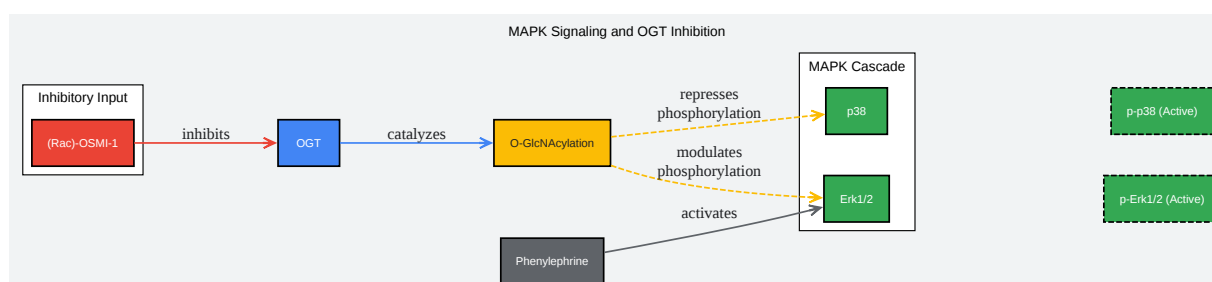 MAPK Signaling and OGT Inhibition
MAPK Cascade
Inhibitory Input
represses
phosphorylation
p38
p-p38 (Active)
(Rac)-OSMI-1
inhibits
OGT
catalyzes
O-GlcNAcylation
modulates
phosphorylation
Erk1/2
p-Erk1/2 (Active)
activates
Phenylephrine